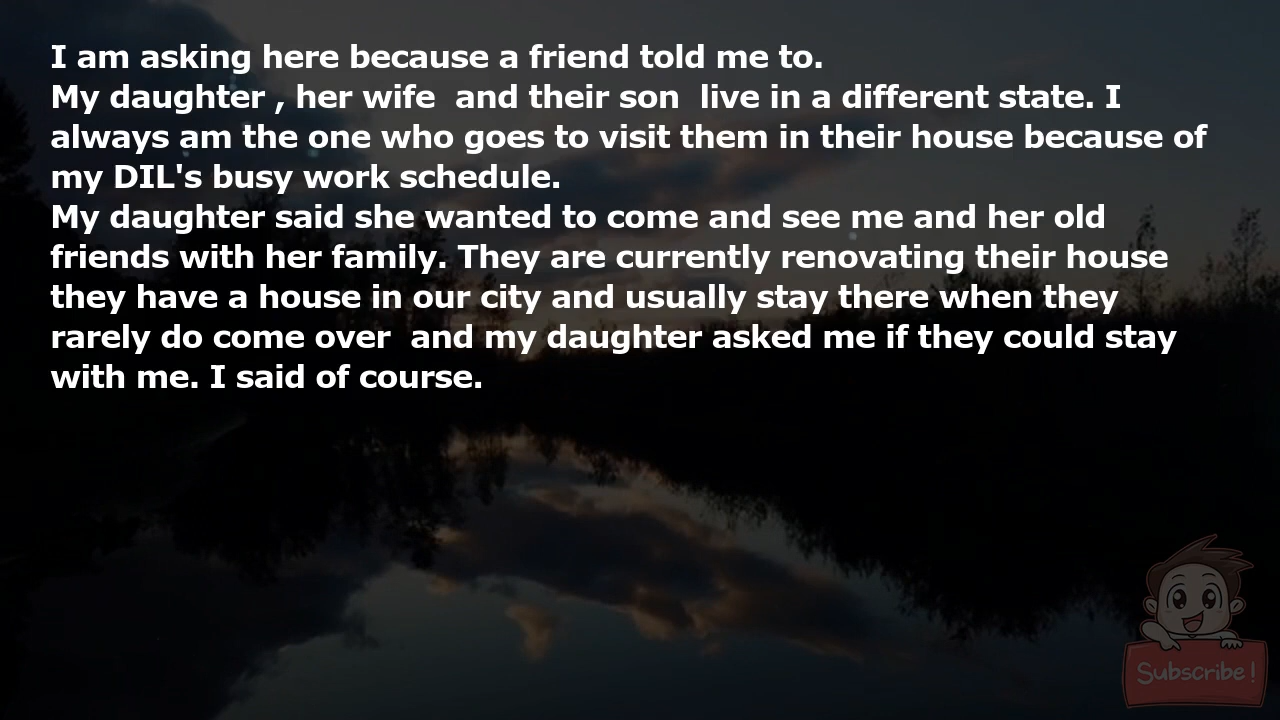 I am asking here because a friend told me to.
My daughter , her wife  and their son  live in a different state. I
always am the one who goes to visit them in their house because of
my DIL's busy work schedule.
My daughter said she wanted to come and see me and her old
friends with her family. They are currently renovating their house
they have a house in our city and usually stay there when they
rarely do come over  and my daughter asked me if they could stay
with me. I said of course.
Subscribe!